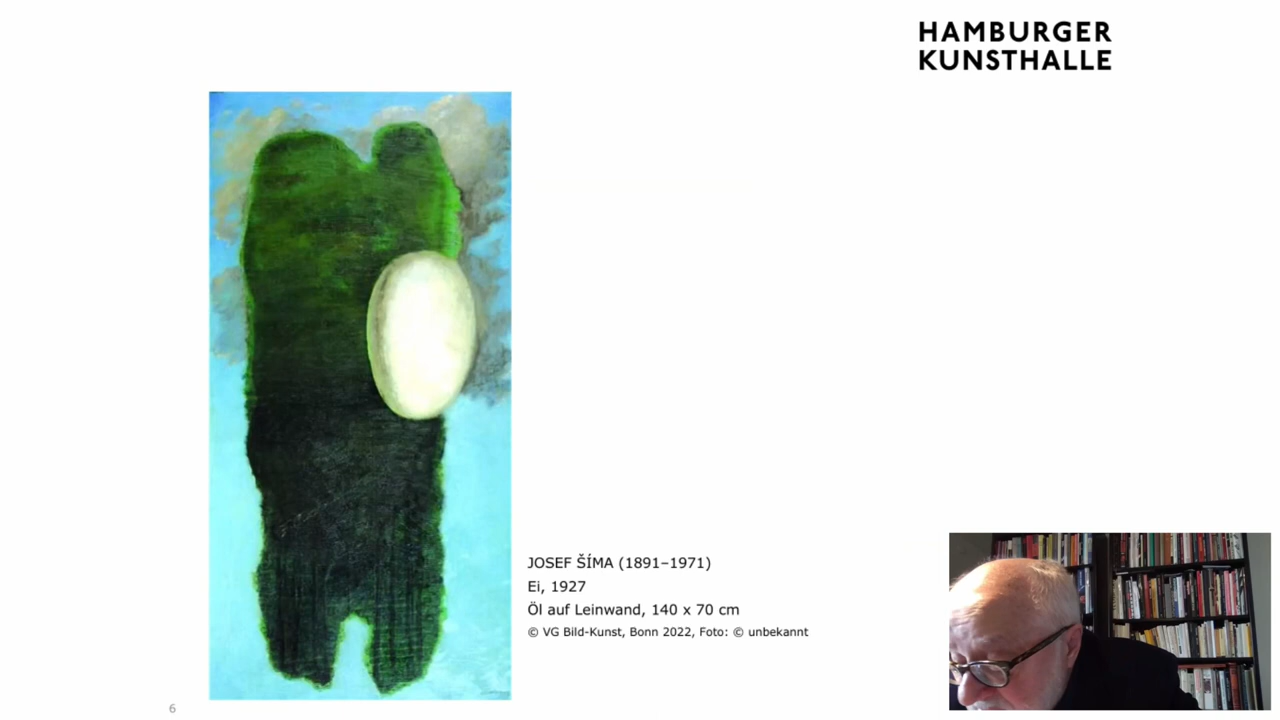 HAMBURGER
KUNSTHALLE
JOSEF ŠÍMA (1891–1971)
Ei, 1927
Öl auf Leinwand, 140 x 70 cm
© VG Bild-Kunst, Bonn 2022, Foto: © unbekannt
6